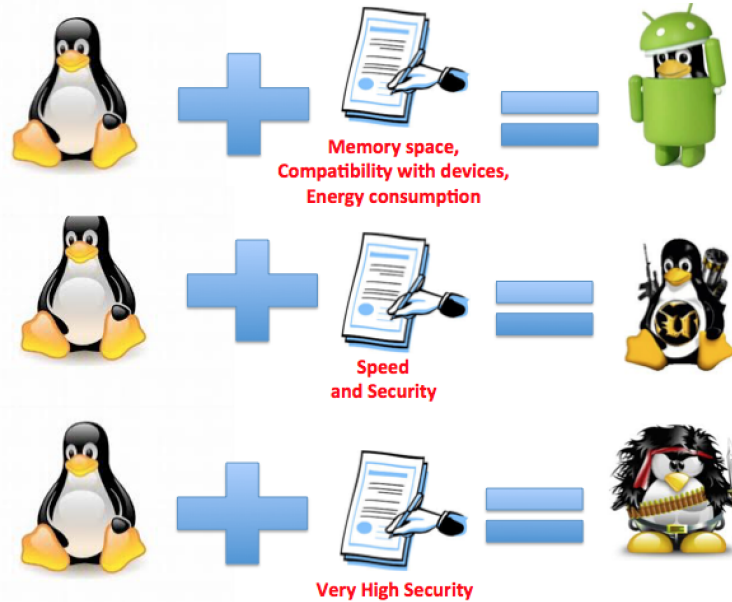 Memory space,
Compatibility with devices,
Energy consumption
Speed
and Security
Very High Security